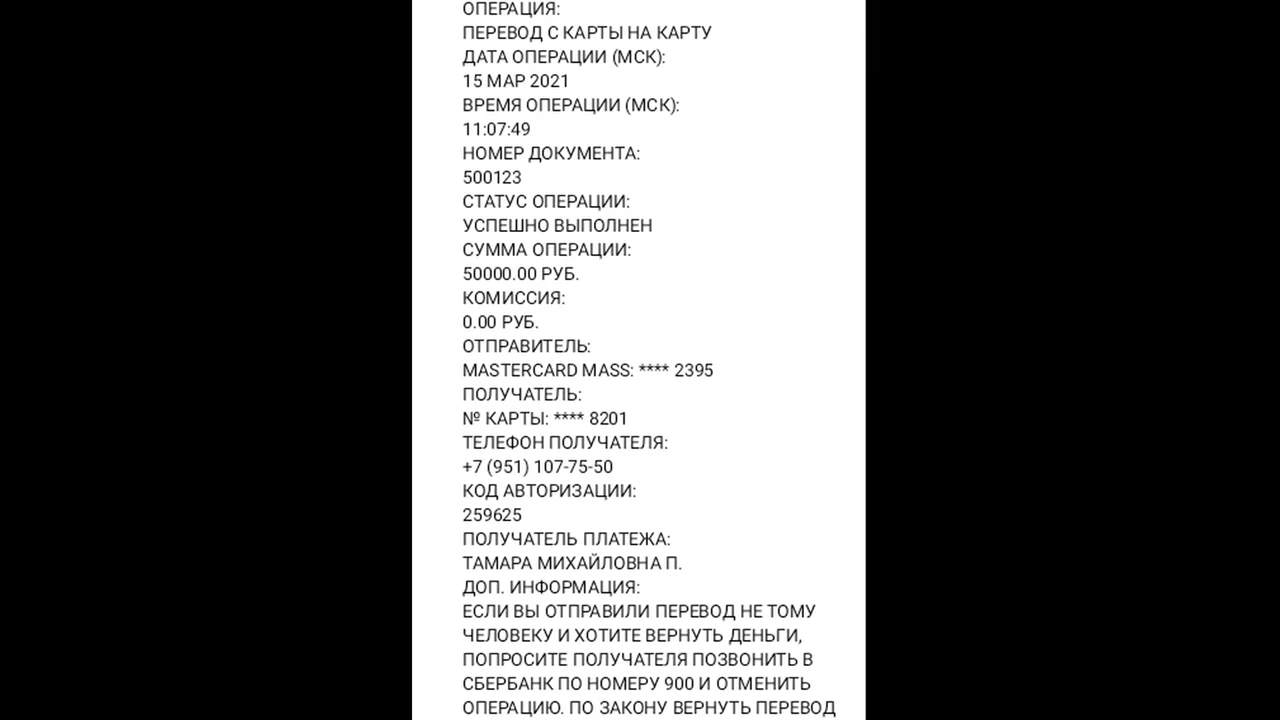 ОПЕРАЦИЯ:
ПЕРЕВОД С КАРТЫ НА КАРТУ
ДАТА ОПЕРАЦИИ (МСК):
15 МАР 2021
ВРЕМЯ ОПЕРАЦИИ (МСК):
11:07:49
НОМЕР ДОКУМЕНТА:
500123
СТАТУС ОПЕРАЦИИ:
УСПЕШНО ВЫПОЛНЕН
СУММА ОПЕРАЦИИ:
50000.00 РУБ.
КОМИССИЯ:
0.00 РУБ.
ОТПРАВИТЕЛЬ:
MASTERCARD MASS: **** 2395
ПОЛУЧАТЕЛЬ:
№ КАРТЫ: **** 8201
ТЕЛЕФОН ПОЛУЧАТЕЛЯ:
+7 (951) 107-75-50
КОД АВТОРИЗАЦИИ:
259625
ПОЛУЧАТЕЛЬ ПЛАТЕЖА:
ТАМАРА МИХАЙЛОВНА П.
ДОП. ИНФОРМАЦИЯ:
ЕСЛИ ВЫ ОТПРАВИЛИ ПЕРЕВОД НЕ ТОМУ
ЧЕЛОВЕКУ И ХОТИТЕ ВЕРНУТЬ ДЕНЬГИ,
ПОПРОСИТЕ ПОЛУЧАТЕЛЯ ПОЗВОНИТЬ В
СБЕРБАНК ПО НОМЕРУ 900 И ОТМЕНИТЬ
ОПЕРАЦИЮ. ПО ЗАКОНУ ВЕРНУТЬ ПЕРЕВОД